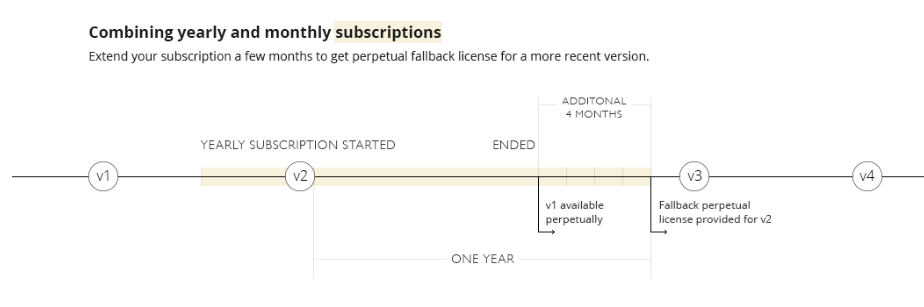 Combining yearly and monthly subscriptions
Extend your subscription a few months to get perpetual fallback license for a more recent version.
ADDITONAL
4 MONTHS
YEARLY SUBSCRIPTION STARTED
ENDED
v1
v2
v3
v4
v1 available
perpetually
Fallback perpetual
license provided for v2
ONE YEAR